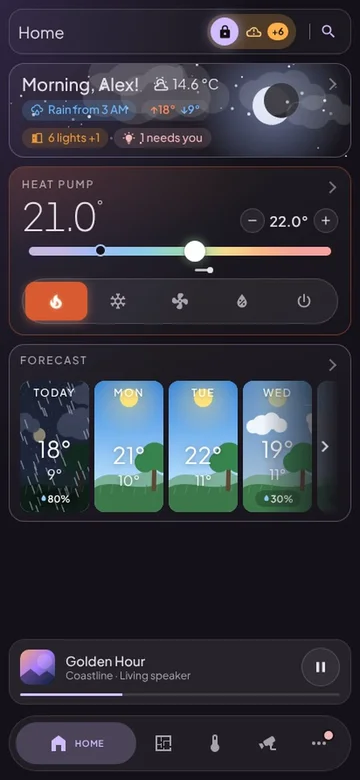 Home
+6
Morning, Alex! 14.6 °C
Rain from 3 AM ↑18° ↓9°
6 lights +1 1 needs you
HEAT PUMP
21.0°
− 22.0° +
FORECAST
TODAY MON TUE WED
18° 21° 22° 19°
9° 10° 11° 11°
80% 30%
Golden Hour
Coastline · Living speaker
HOME